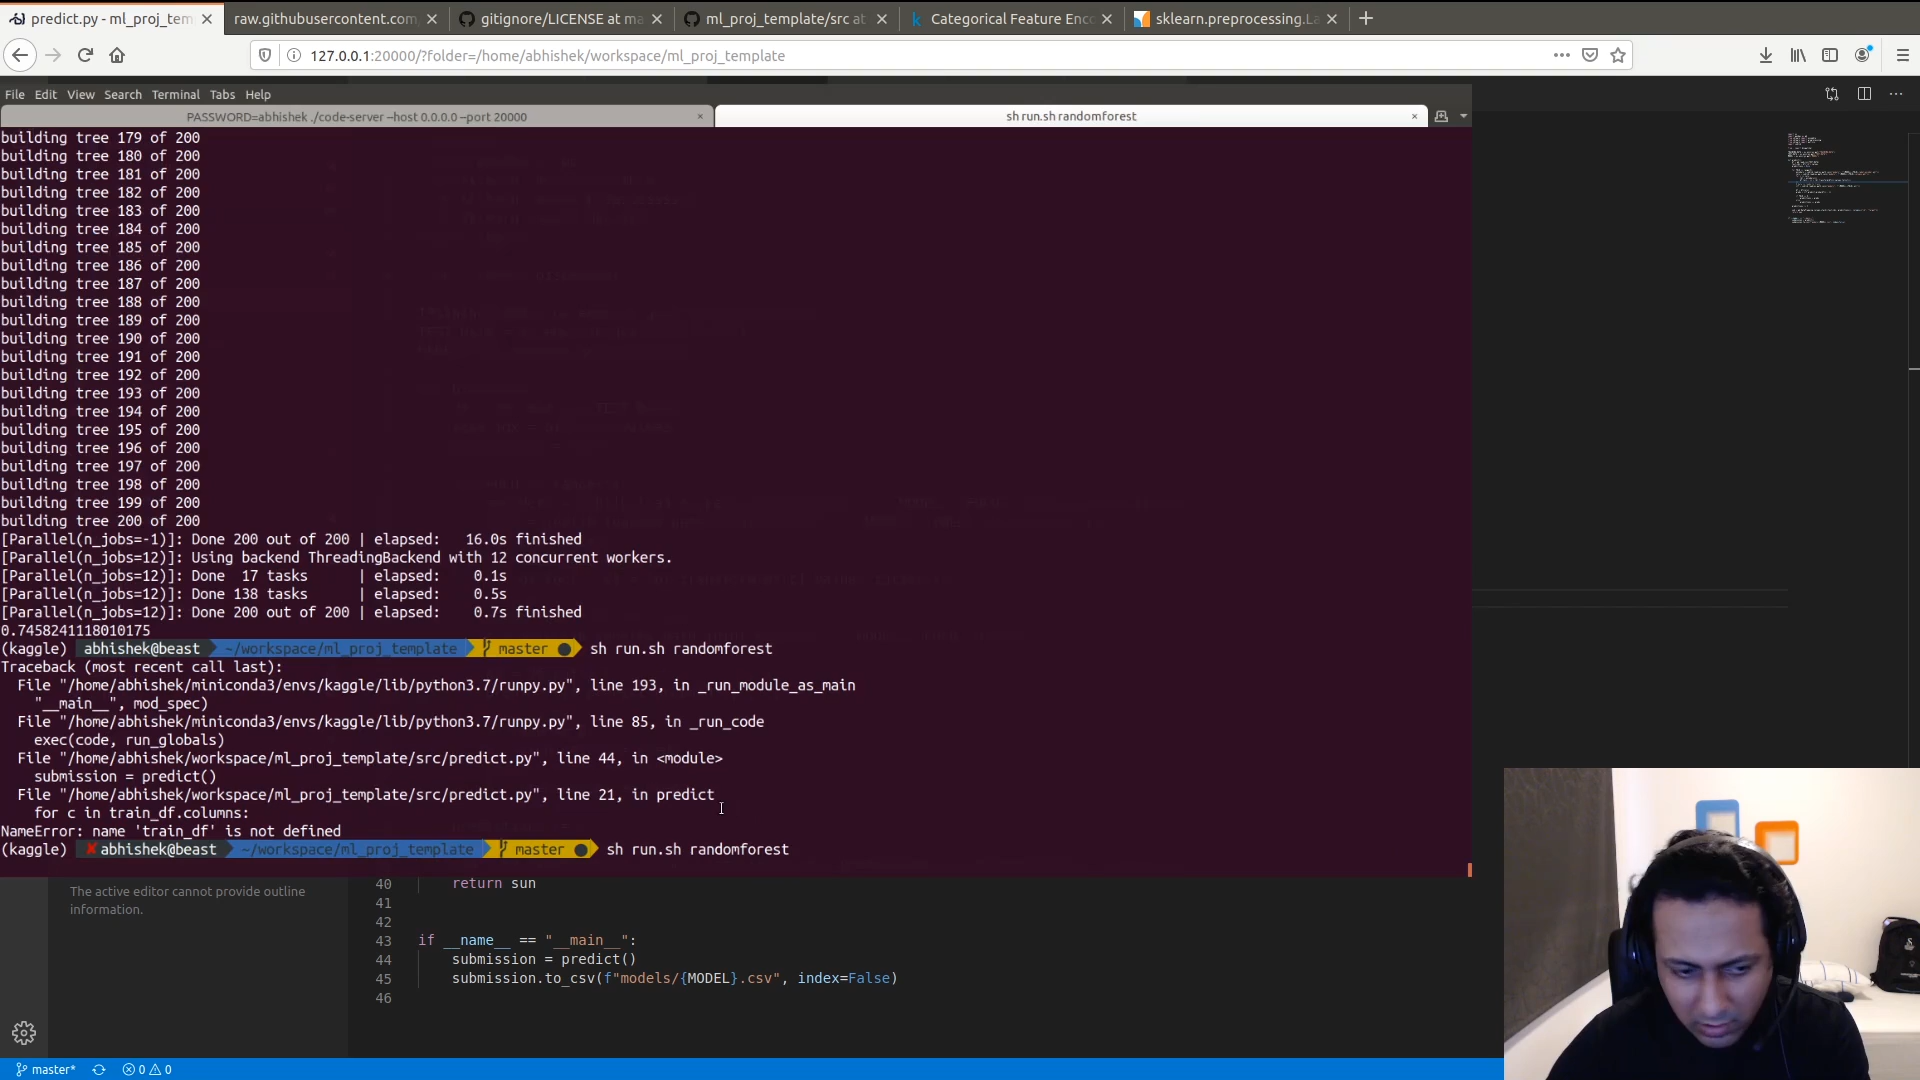 predict.py - ml_proj_tem
raw.githubusercontent.com
gitignore/LICENSE at ma
ml_proj_template/src at
Categorical Feature Enc
sklearn.preprocessing.La
127.0.0.1:20000/?folder=/home/abhishek/workspace/ml_proj_template
File Edit View Search Terminal Tabs Help
PASSWORD=abhishek ./code-server --host 0.0.0.0 --port 20000
sh run.sh randomforest
building tree 179 of 200
building tree 180 of 200
building tree 181 of 200
building tree 182 of 200
building tree 183 of 200
building tree 184 of 200
building tree 185 of 200
building tree 186 of 200
building tree 187 of 200
building tree 188 of 200
building tree 189 of 200
building tree 190 of 200
building tree 191 of 200
building tree 192 of 200
building tree 193 of 200
building tree 194 of 200
building tree 195 of 200
building tree 196 of 200
building tree 197 of 200
building tree 198 of 200
building tree 199 of 200
building tree 200 of 200
[Parallel(n_jobs=-1)]: Done 200 out of 200 | elapsed:   16.0s finished
[Parallel(n_jobs=12)]: Using backend ThreadingBackend with 12 concurrent workers.
[Parallel(n_jobs=12)]: Done  17 tasks      | elapsed:    0.1s
[Parallel(n_jobs=12)]: Done 138 tasks      | elapsed:    0.5s
[Parallel(n_jobs=12)]: Done 200 out of 200 | elapsed:    0.7s finished
0.7458241118010175
(kaggle) abhishek@beast ~/workspace/ml_proj_template master ● sh run.sh randomforest
Traceback (most recent call last):
  File "/home/abhishek/miniconda3/envs/kaggle/lib/python3.7/runpy.py", line 193, in _run_module_as_main
    "__main__", mod_spec)
  File "/home/abhishek/miniconda3/envs/kaggle/lib/python3.7/runpy.py", line 85, in _run_code
    exec(code, run_globals)
  File "/home/abhishek/workspace/ml_proj_template/src/predict.py", line 44, in <module>
    submission = predict()
  File "/home/abhishek/workspace/ml_proj_template/src/predict.py", line 21, in predict
    for c in train_df.columns:
NameError: name 'train_df' is not defined
(kaggle) ✘ abhishek@beast ~/workspace/ml_proj_template master ● sh run.sh randomforest
The active editor cannot provide outline
information.
40 return sun
41
42
43 if __name__ == "__main__":
44 submission = predict()
45 submission.to_csv(f"models/{MODEL}.csv", index=False)
46
master* 0 0